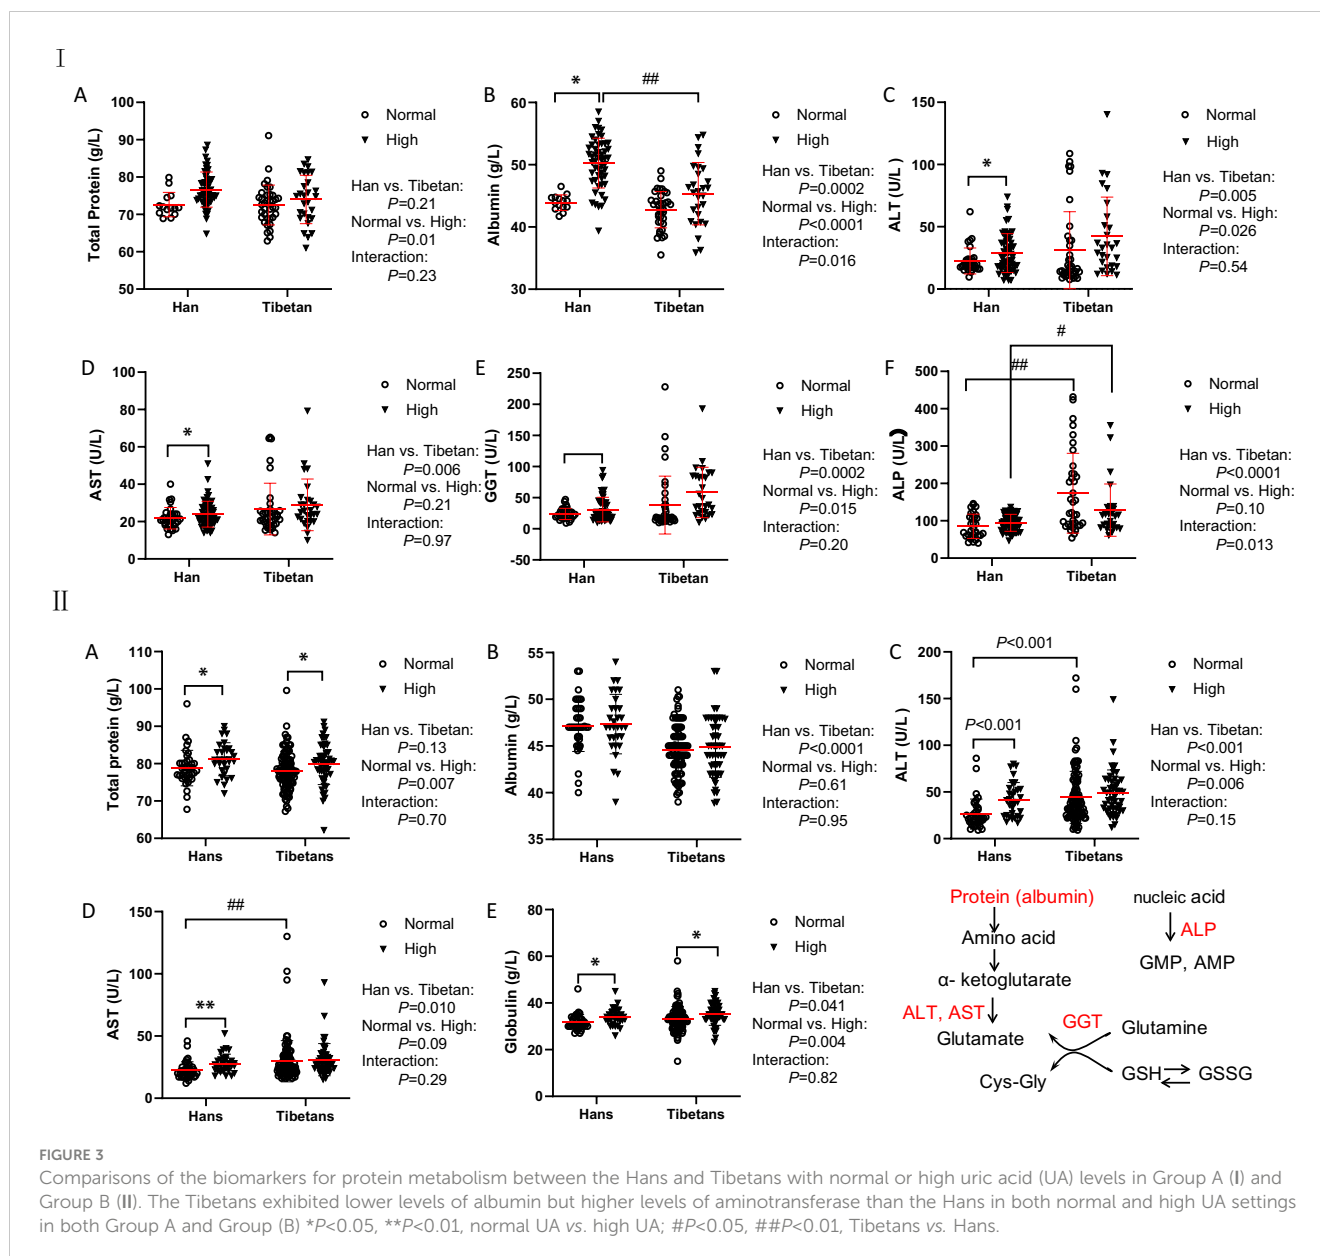 I
A
100
90
80
70
60
50
Total Protein (g/L)
Han
Tibetan
Normal
High
Han vs. Tibetan:
P=0.21
Normal vs. High:
P=0.01
Interaction:
P=0.23
B
60
50
40
30
Albumin (g/L)
*
##
Han
Tibetan
Normal
High
Han vs. Tibetan:
P=0.0002
Normal vs. High:
P<0.0001
Interaction:
P=0.016
C
150
100
50
0
ALT (U/L )
*
Han
Tibetan
Normal
High
Han vs. Tibetan:
P=0.005
Normal vs. High:
P=0.026
Interaction:
P=0.54
D
100
80
60
40
20
0
AST (U/L)
*
Han
Tibetan
Normal
High
Han vs. Tibetan:
P=0.006
Normal vs. High:
P=0.21
Interaction:
P=0.97
E
250
200
150
100
50
0
-50
GGT (U/L)
Han
Tibetan
Normal
High
Han vs. Tibetan:
P=0.0002
Normal vs. High:
P=0.015
Interaction:
P=0.20
F
500
400
300
200
100
0
ALP (U/L)
##
#
Han
Tibetan
Normal
High
Han vs. Tibetan:
P<0.0001
Normal vs. High:
P=0.10
Interaction:
P=0.013
II
A
110
100
90
80
70
60
Total protein (g/L)
*
*
Hans
Tibetans
Normal
High
Han vs. Tibetan:
P=0.13
Normal vs. High:
P=0.007
Interaction:
P=0.70
B
55
50
45
40
35
Albumin (g/L)
Hans
Tibetans
Normal
High
Han vs. Tibetan:
P<0.0001
Normal vs. High:
P=0.61
Interaction:
P=0.95
C
200
150
100
50
0
ALT (U/L )
P<0.001
P<0.001
Hans
Tibetans
Normal
High
Han vs. Tibetan:
P<0.001
Normal vs. High:
P=0.006
Interaction:
P=0.15
D
150
100
50
0
AST (U/L)
##
**
Hans
Tibetans
Normal
High
Han vs. Tibetan:
P=0.010
Normal vs. High:
P=0.09
Interaction:
P=0.29
E
80
60
40
20
0
Globulin (g/L)
*
*
Hans
Tibetans
Normal
High
Han vs. Tibetan:
P=0.041
Normal vs. High:
P=0.004
Interaction:
P=0.82
Protein (albumin)
Amino acid
α- ketoglutarate
ALT, AST
Glutamate
GGT
Glutamine
Cys-Gly
GSH
GSSG
nucleic acid
ALP
GMP, AMP
FIGURE 3
Comparisons of the biomarkers for protein metabolism between the Hans and Tibetans with normal or high uric acid (UA) levels in Group A (I) and
Group B (II). The Tibetans exhibited lower levels of albumin but higher levels of aminotransferase than the Hans in both normal and high UA settings
in both Group A and Group (B) *P<0.05, **P<0.01, normal UA vs. high UA; #P<0.05, ##P<0.01, Tibetans vs. Hans.